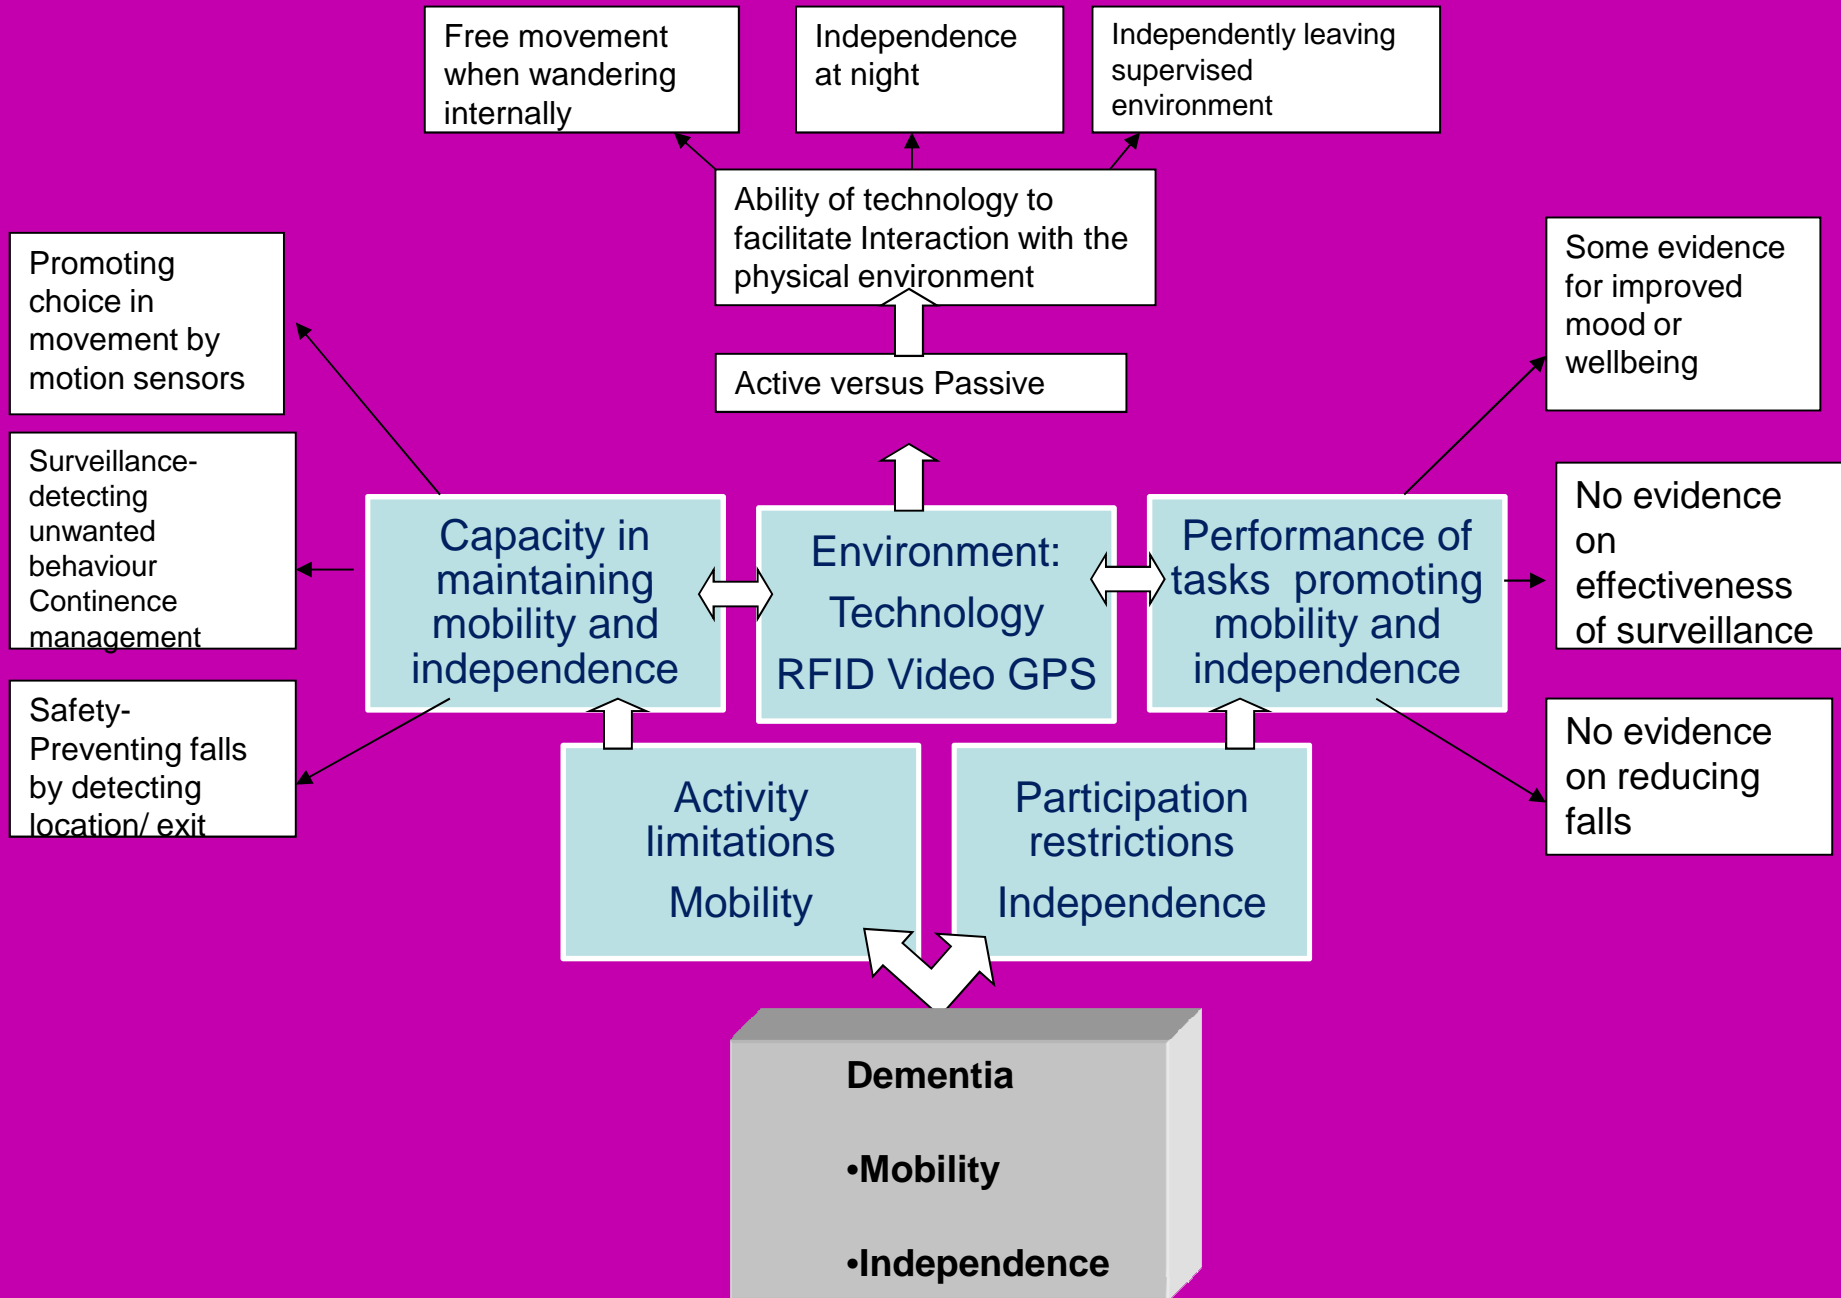 Free movement
when wandering
internally
Independence
at night
Independently leaving
supervised
environment
Ability of technology to
facilitate Interaction with the
physical environment
Active versus Passive
Promoting
choice in
movement by
motion sensors
Surveillance-
detecting
unwanted
behaviour
Continence
management
Safety-
Preventing falls
by detecting
location/ exit
Capacity in
maintaining
mobility and
independence
Environment:
Technology
RFID Video GPS
Performance of
tasks  promoting
mobility and
independence
Some evidence
for improved
mood or
wellbeing
No evidence
on
effectiveness
of surveillance
No evidence
on reducing
falls
Activity
limitations
Mobility
Participation
restrictions
Independence
Dementia
•Mobility
•Independence